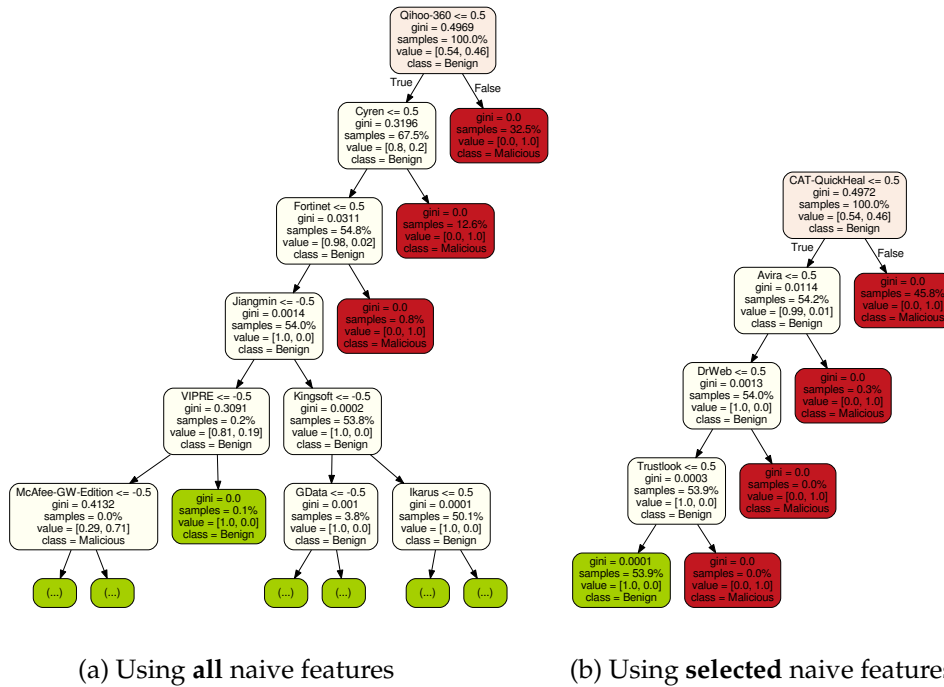 Qihoo-360 <= 0.5
gini = 0.4969
samples = 100.0%
value = [0.54, 0.46]
class = Benign
True
False
Cyren <= 0.5
gini = 0.3196
samples = 67.5%
value = [0.8, 0.2]
class = Benign
gini = 0.0
samples = 32.5%
value = [0.0, 1.0]
class = Malicious
Fortinet <= 0.5
gini = 0.0311
samples = 54.8%
value = [0.98, 0.02]
class = Benign
gini = 0.0
samples = 12.6%
value = [0.0, 1.0]
class = Malicious
Jiangmin <= -0.5
gini = 0.0014
samples = 54.0%
value = [1.0, 0.0]
class = Benign
gini = 0.0
samples = 0.8%
value = [0.0, 1.0]
class = Malicious
VIPRE <= -0.5
gini = 0.3091
samples = 0.2%
value = [0.81, 0.19]
class = Benign
Kingsoft <= -0.5
gini = 0.0002
samples = 53.8%
value = [1.0, 0.0]
class = Benign
McAfee-GW-Edition <= -0.5
gini = 0.4132
samples = 0.0%
value = [0.29, 0.71]
class = Malicious
gini = 0.0
samples = 0.1%
value = [1.0, 0.0]
class = Benign
GData <= -0.5
gini = 0.001
samples = 3.8%
value = [1.0, 0.0]
class = Benign
Ikarus <= 0.5
gini = 0.0001
samples = 50.1%
value = [1.0, 0.0]
class = Benign
(...)
(...)
(...)
(...)
(...)
(...)
(a) Using all naive features
CAT-QuickHeal <= 0.5
gini = 0.4972
samples = 100.0%
value = [0.54, 0.46]
class = Benign
True
False
Avira <= 0.5
gini = 0.0114
samples = 54.2%
value = [0.99, 0.01]
class = Benign
gini = 0.0
samples = 45.8%
value = [0.0, 1.0]
class = Malicious
DrWeb <= 0.5
gini = 0.0013
samples = 54.0%
value = [1.0, 0.0]
class = Benign
gini = 0.0
samples = 0.3%
value = [0.0, 1.0]
class = Malicious
Trustlook <= 0.5
gini = 0.0003
samples = 53.9%
value = [1.0, 0.0]
class = Benign
gini = 0.0
samples = 0.0%
value = [0.0, 1.0]
class = Malicious
gini = 0.0001
samples = 53.9%
value = [1.0, 0.0]
class = Benign
gini = 0.0
samples = 0.0%
value = [0.0, 1.0]
class = Malicious
(b) Using selected naive features